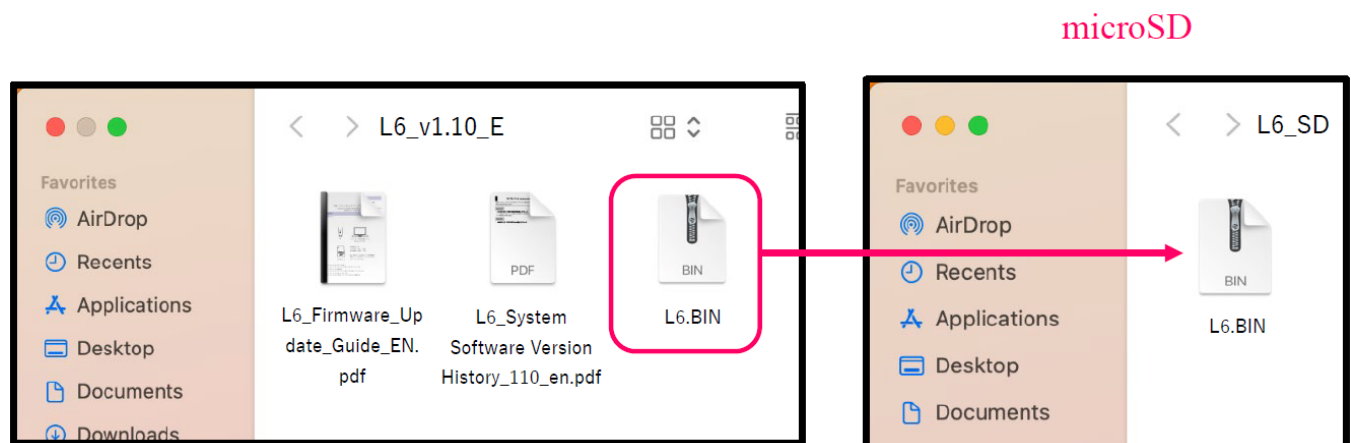 microSD
L6_v1.10_E
Favorites
AirDrop
Recents
Applications
Desktop
Documents
Downloads
L6_Firmware_Up
date_Guide_EN.
pdf
PDF
L6_System
Software Version
History_110_en.pdf
BIN
L6.BIN
L6_SD
Favorites
AirDrop
Recents
Applications
Desktop
Documents
BIN
L6.BIN